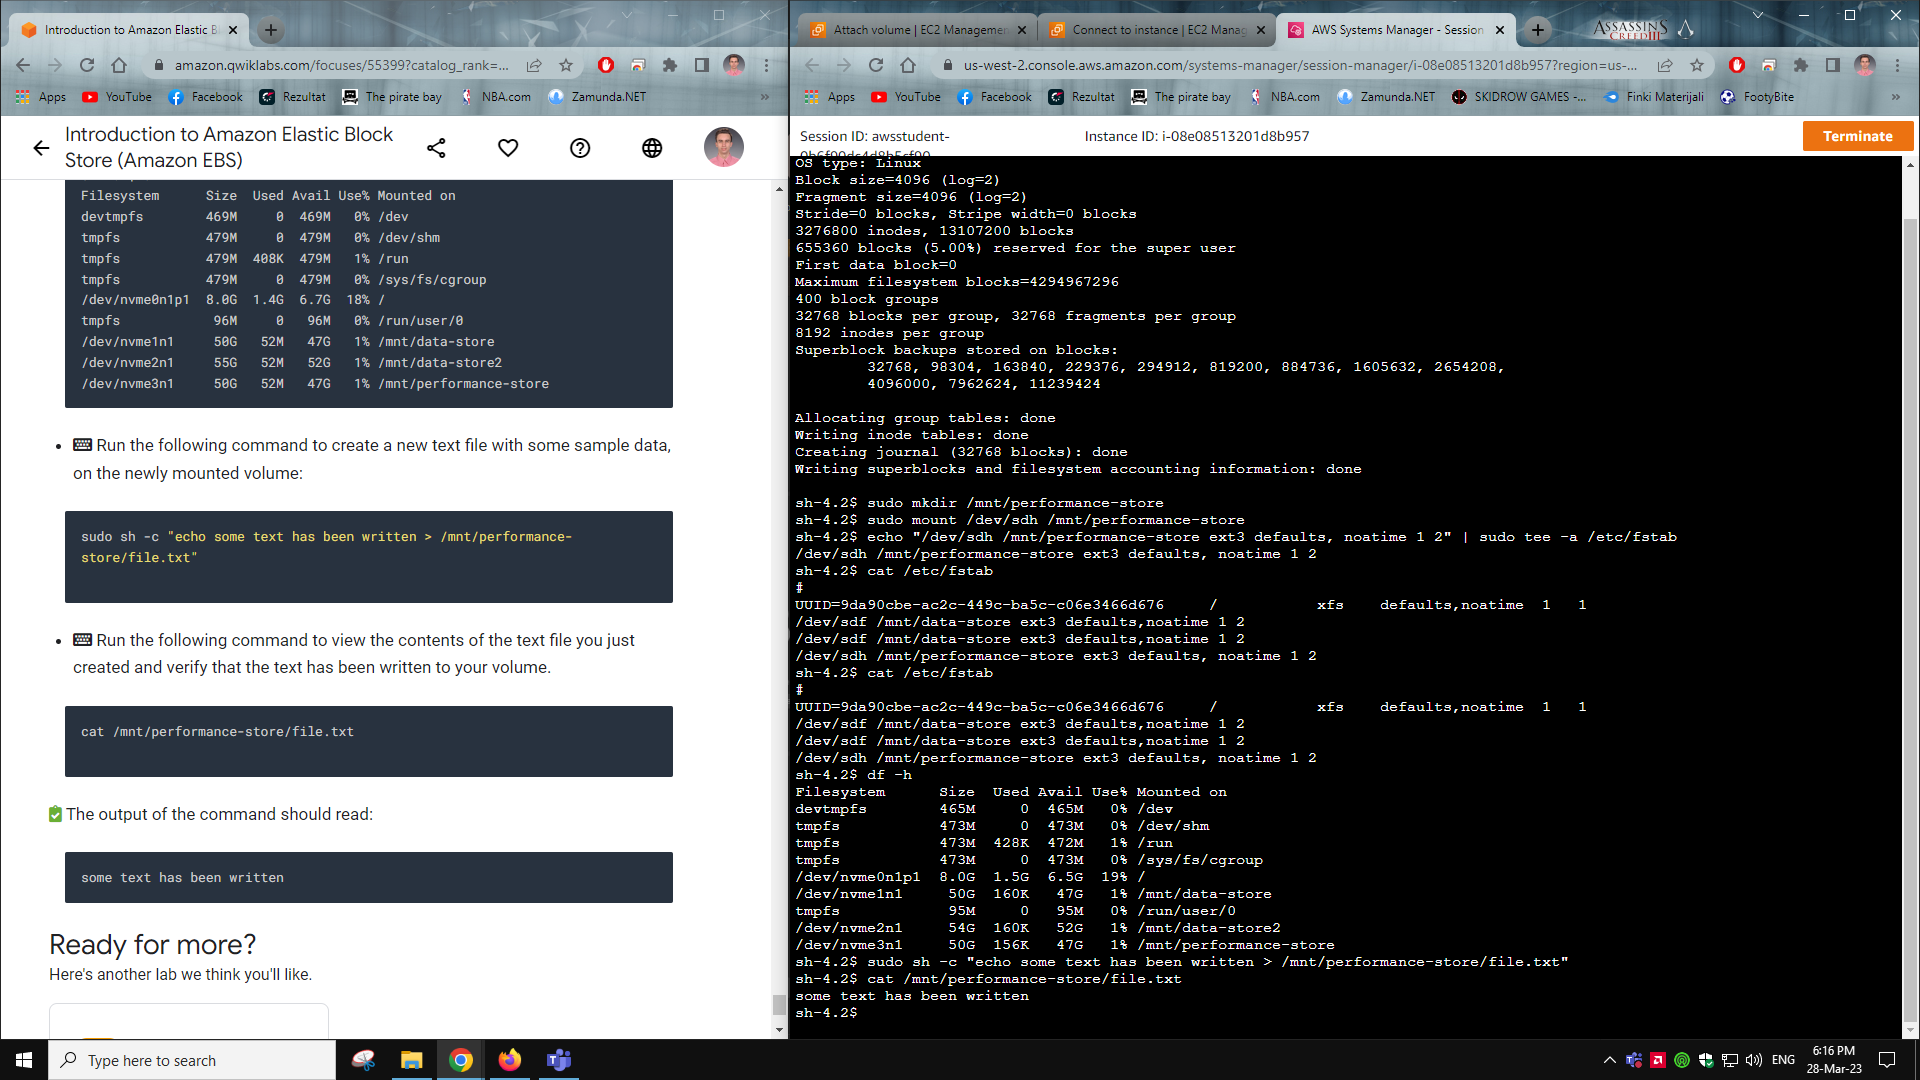 Introduction to Amazon Elastic B
amazon.qwiklabs.com/focuses/55399?catalog_rank=...
Apps YouTube Facebook Rezultat The pirate bay NBA.com Zamunda.NET »
Introduction to Amazon Elastic Block
Store (Amazon EBS)
Filesystem Size Used Avail Use% Mounted on
devtmpfs 469M 0 469M 0% /dev
tmpfs 479M 0 479M 0% /dev/shm
tmpfs 479M 408K 479M 1% /run
tmpfs 479M 0 479M 0% /sys/fs/cgroup
/dev/nvme0n1p1 8.0G 1.4G 6.7G 18% /
tmpfs 96M 0 96M 0% /run/user/0
/dev/nvme1n1 50G 52M 47G 1% /mnt/data-store
/dev/nvme2n1 55G 52M 52G 1% /mnt/data-store2
/dev/nvme3n1 50G 52M 47G 1% /mnt/performance-store
Run the following command to create a new text file with some sample data,
on the newly mounted volume:
sudo sh -c "echo some text has been written > /mnt/performance-
store/file.txt"
Run the following command to view the contents of the text file you just
created and verify that the text has been written to your volume.
cat /mnt/performance-store/file.txt
The output of the command should read:
some text has been written
Ready for more?
Here's another lab we think you'll like.
Attach volume | EC2 Manageme Connect to instance | EC2 Manag AWS Systems Manager - Session
ASSASSINS CREED III
us-west-2.console.aws.amazon.com/systems-manager/session-manager/i-08e08513201d8b957?region=us-...
Apps YouTube Facebook Rezultat The pirate bay NBA.com Zamunda.NET SKIDROW GAMES -... Finki Materijali FootyBite »
Session ID: awsstudent-
Instance ID: i-08e08513201d8b957
Terminate
OS type: Linux
Block size=4096 (log=2)
Fragment size=4096 (log=2)
Stride=0 blocks, Stripe width=0 blocks
3276800 inodes, 13107200 blocks
655360 blocks (5.00%) reserved for the super user
First data block=0
Maximum filesystem blocks=4294967296
400 block groups
32768 blocks per group, 32768 fragments per group
8192 inodes per group
Superblock backups stored on blocks:
32768, 98304, 163840, 229376, 294912, 819200, 884736, 1605632, 2654208,
4096000, 7962624, 11239424
Allocating group tables: done
Writing inode tables: done
Creating journal (32768 blocks): done
Writing superblocks and filesystem accounting information: done
sh-4.2$ sudo mkdir /mnt/performance-store
sh-4.2$ sudo mount /dev/sdh /mnt/performance-store
sh-4.2$ echo "/dev/sdh /mnt/performance-store ext3 defaults, noatime 1 2" | sudo tee -a /etc/fstab
/dev/sdh /mnt/performance-store ext3 defaults, noatime 1 2
sh-4.2$ cat /etc/fstab
#
UUID=9da90cbe-ac2c-449c-ba5c-c06e3466d676 / xfs defaults,noatime 1 1
/dev/sdf /mnt/data-store ext3 defaults,noatime 1 2
/dev/sdf /mnt/data-store ext3 defaults,noatime 1 2
/dev/sdh /mnt/performance-store ext3 defaults, noatime 1 2
sh-4.2$ cat /etc/fstab
#
UUID=9da90cbe-ac2c-449c-ba5c-c06e3466d676 / xfs defaults,noatime 1 1
/dev/sdf /mnt/data-store ext3 defaults,noatime 1 2
/dev/sdf /mnt/data-store ext3 defaults,noatime 1 2
/dev/sdh /mnt/performance-store ext3 defaults, noatime 1 2
sh-4.2$ df -h
Filesystem Size Used Avail Use% Mounted on
devtmpfs 465M 0 465M 0% /dev
tmpfs 473M 0 473M 0% /dev/shm
tmpfs 473M 428K 472M 1% /run
tmpfs 473M 0 473M 0% /sys/fs/cgroup
/dev/nvme0n1p1 8.0G 1.5G 6.5G 19% /
/dev/nvme1n1 50G 160K 47G 1% /mnt/data-store
tmpfs 95M 0 95M 0% /run/user/0
/dev/nvme2n1 54G 160K 52G 1% /mnt/data-store2
/dev/nvme3n1 50G 156K 47G 1% /mnt/performance-store
sh-4.2$ sudo sh -c "echo some text has been written > /mnt/performance-store/file.txt"
sh-4.2$ cat /mnt/performance-store/file.txt
some text has been written
sh-4.2$
Type here to search
ENG
6:16 PM
28-Mar-23